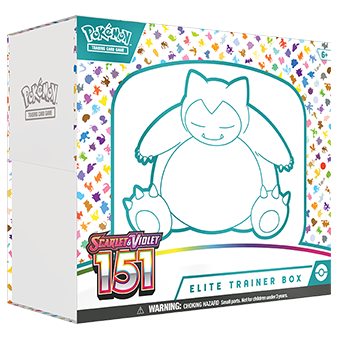 Pokémon
TRADING CARD GAME
6+
Pokémon
TRADING CARD GAME
SCARLET & VIOLET
151
ELITE TRAINER BOX
WARNING: CHOKING HAZARD Small parts. Not for children under 3 years.